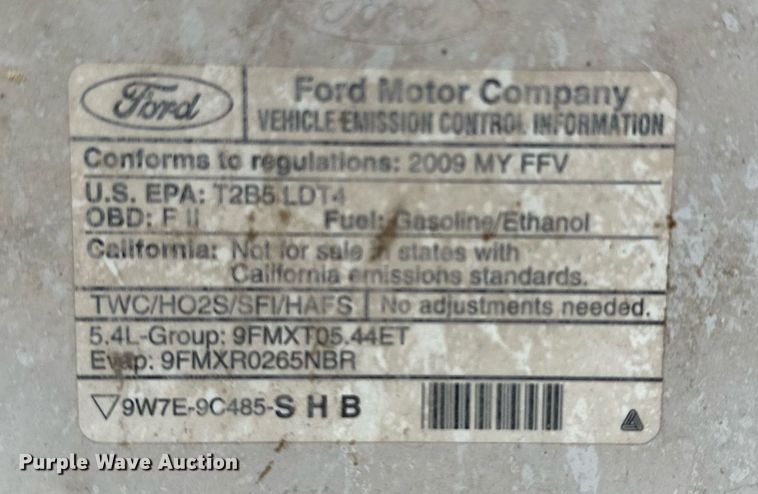 Ford
Ford
Ford Motor Company
VEHICLE EMISSION CONTROL INFORMATION
Conforms to regulations: 2009 MY FFV
U.S. EPA: T2B5 LDT4
OBD: F II Fuel: Gasoline/Ethanol
California: Not for sale in states with
California emissions standards.
TWC/HO2S/SFI/HAFS No adjustments needed.
5.4L-Group: 9FMXT05.44ET
Evap: 9FMXR0265NBR
9W7E-9C485-S H B
Purple Wave Auction